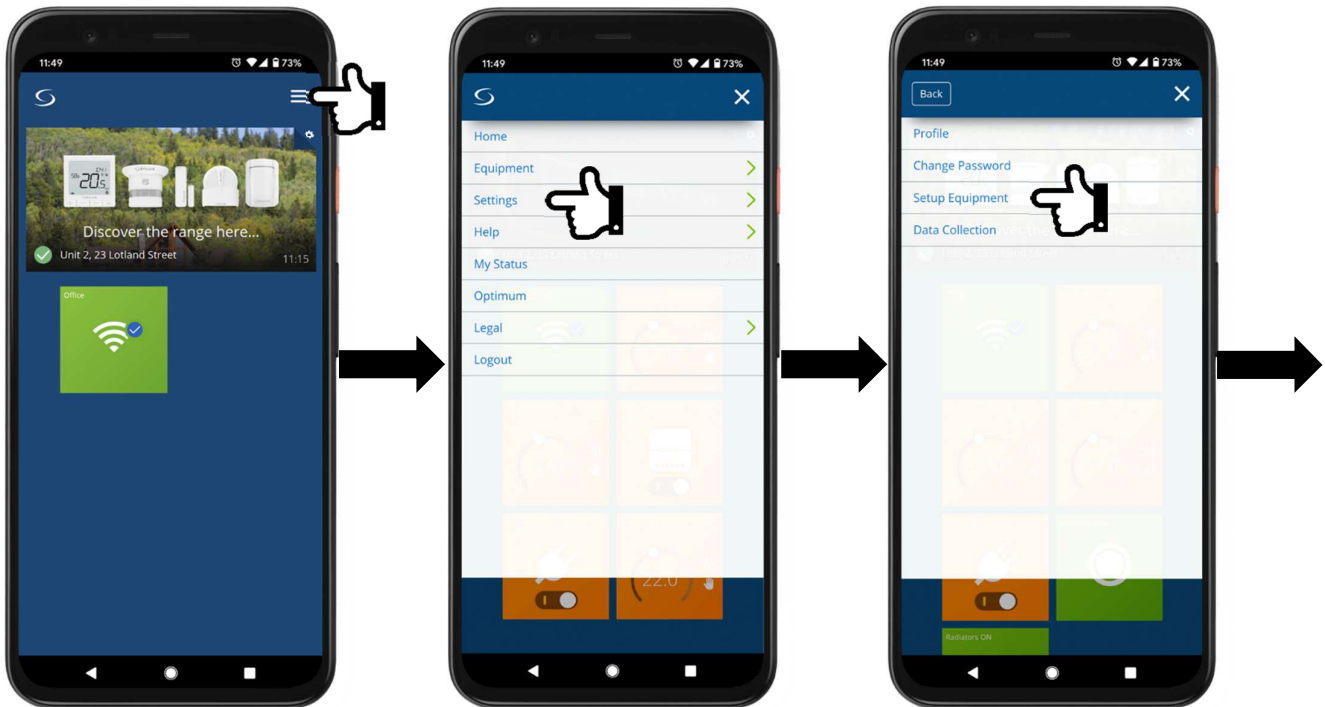 11:49
73%
Discover the range here...
Unit 2, 23 Lotland Street
11:15
Office
11:49
73%
Home
Equipment
Settings
Help
My Status
Optimum
Legal
Logout
22.0
11:49
73%
Back
Profile
Change Password
Setup Equipment
Data Collection
Radiators ON